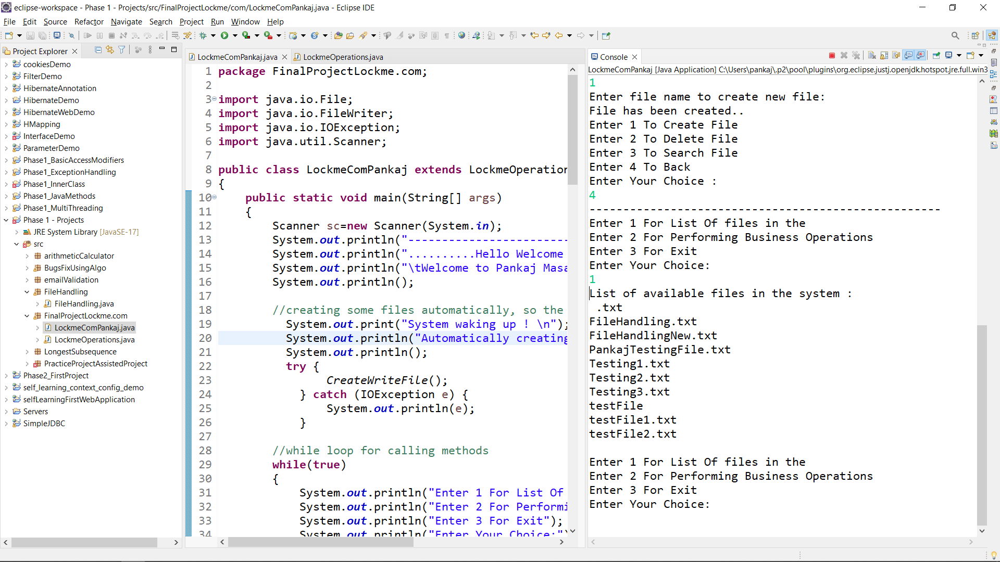 eclipse-workspace - Phase 1 - Projects/src/FinalProjectLockme/com/LockmeComPankaj.java - Eclipse IDE
File Edit Source Refactor Navigate Search Project Run Window Help
Project Explorer
cookiesDemo
FilterDemo
HibernateAnnotation
HibernateDemo
HibernateWebDemo
HMapping
InterfaceDemo
ParameterDemo
Phase1_BasicAccessModifiers
Phase1_ExceptionHandling
Phase1_InnerClass
Phase1_JavaMethods
Phase1_MultiThreading
Phase 1 - Projects
JRE System Library [JavaSE-17]
src
arithmeticCalculator
BugsFixUsingAlgo
emailValidation
FileHandling
FileHandling.java
FinalProjectLockme.com
LockmeComPankaj.java
LockmeOperations.java
LongestSubsequence
PracticeProjectAssistedProject
Phase2_FirstProject
self_learning_context_config_demo
selfLearningFirstWebApplication
Servers
SimpleJDBC
LockmeComPankaj.java LockmeOperations.java
1 package FinalProjectLockme.com;
2
3 import java.io.File;
4 import java.io.FileWriter;
5 import java.io.IOException;
6 import java.util.Scanner;
7
8 public class LockmeComPankaj extends LockmeOperation
9 {
10 public static void main(String[] args)
11 {
12 Scanner sc=new Scanner(System.in);
13 System.out.println("------------------------
14 System.out.println("..........Hello Welcome
15 System.out.println("\tWelcome to Pankaj Masa
16 System.out.println();
17
18 //creating some files automatically, so the
19 System.out.print("System waking up ! \n");
20 System.out.println("Automatically creating
21 System.out.println();
22 try {
23 CreateWriteFile();
24 } catch (IOException e) {
25 System.out.println(e);
26 }
27
28 //while loop for calling methods
29 while(true)
30 {
31 System.out.println("Enter 1 For List Of
32 System.out.println("Enter 2 For Performi
33 System.out.println("Enter 3 For Exit");
34 System.out.println("Enter Your Choice:")
Console
LockmeComPankaj [Java Application] C:\Users\pankaj\.p2\pool\plugins\org.eclipse.justj.openjdk.hotspot.jre.full.win3
1
Enter file name to create new file:
File has been created..
Enter 1 To Create File
Enter 2 To Delete File
Enter 3 To Search File
Enter 4 To Back
Enter Your Choice :
4
----------------------------------------------------
Enter 1 For List Of files in the
Enter 2 For Performing Business Operations
Enter 3 For Exit
Enter Your Choice:
1
List of available files in the system :
.txt
FileHandling.txt
FileHandlingNew.txt
PankajTestingFile.txt
Testing1.txt
Testing2.txt
Testing3.txt
testFile
testFile1.txt
testFile2.txt
Enter 1 For List Of files in the
Enter 2 For Performing Business Operations
Enter 3 For Exit
Enter Your Choice: